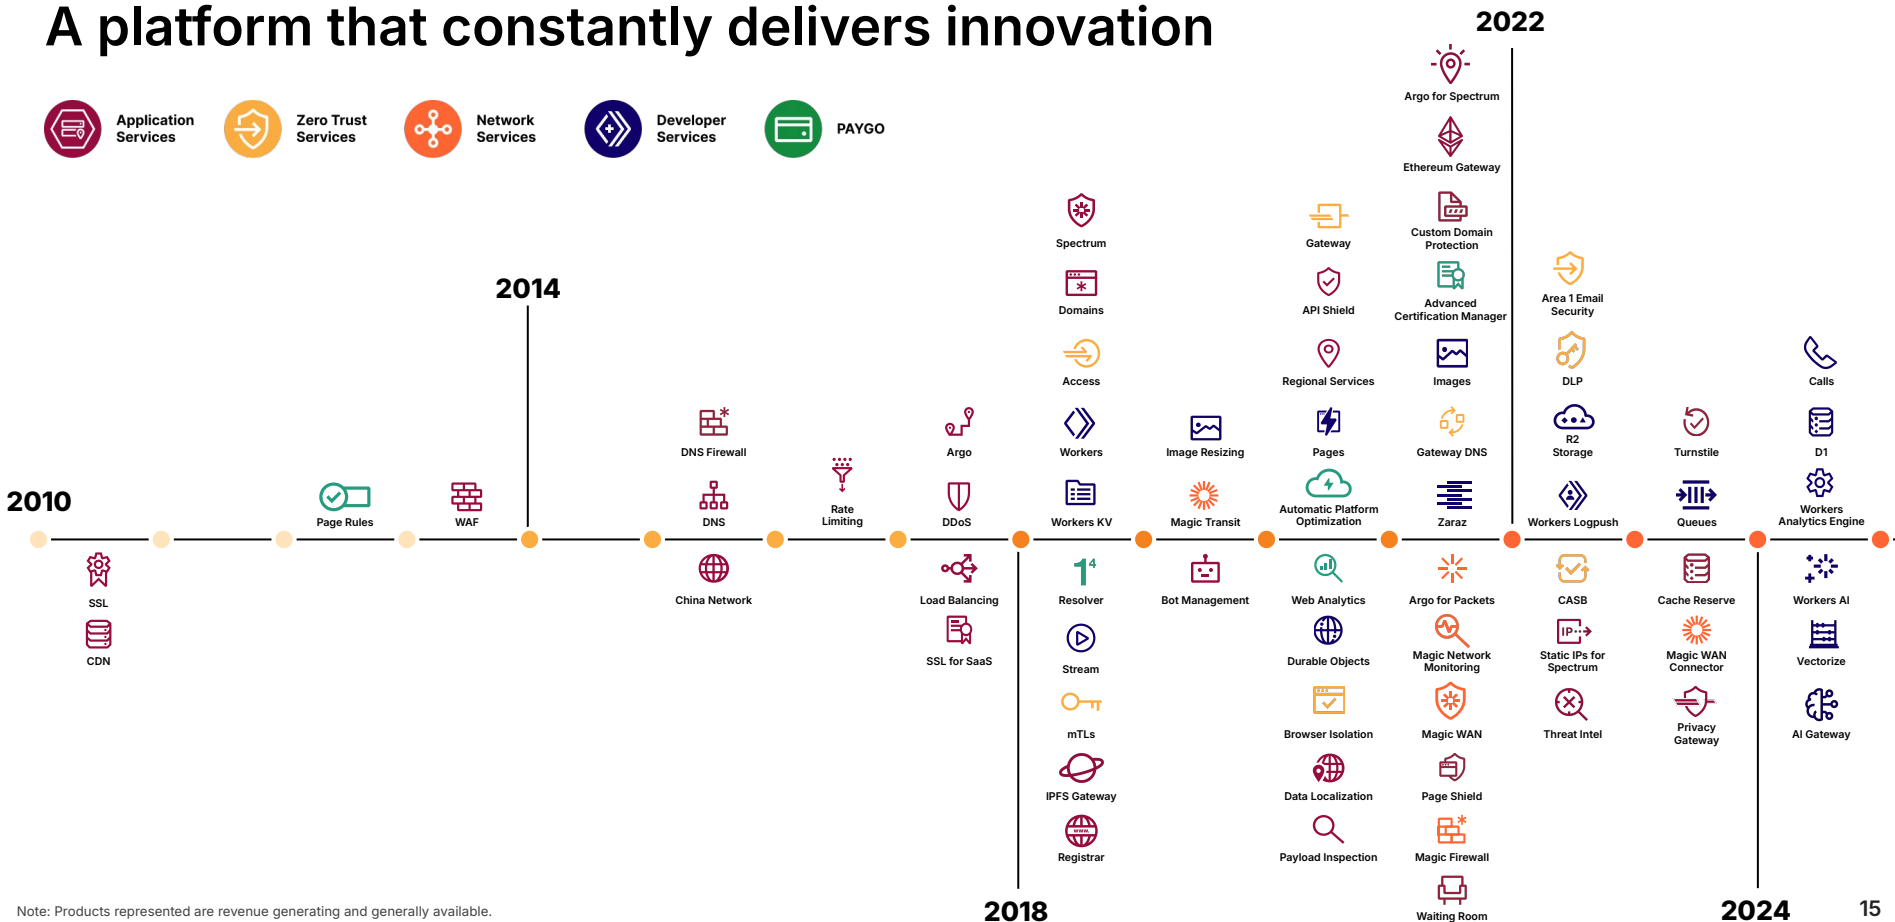 A platform that constantly delivers innovation
Application
Services
Zero Trust
Services
Network
Services
Developer
Services
PAYGO
2010
SSL
CDN
Page Rules
WAF
2014
DNS Firewall
DNS
China Network
Rate
Limiting
Argo
DDoS
Load Balancing
SSL for SaaS
2018
Spectrum
Domains
Access
Workers
Workers KV
1⁴
Resolver
Stream
mTLs
IPFS Gateway
www.
Registrar
Image Resizing
Magic Transit
Bot Management
Gateway
API Shield
Regional Services
Pages
Automatic Platform
Optimization
Web Analytics
Durable Objects
Browser Isolation
Data Localization
Payload Inspection
Argo for Spectrum
Ethereum Gateway
Custom Domain
Protection
Advanced
Certification Manager
Images
Gateway DNS
Zaraz
Argo for Packets
Magic Network
Monitoring
Magic WAN
Page Shield
Magic Firewall
Waiting Room
2022
Area 1 Email
Security
DLP
R2
Storage
Workers Logpush
CASB
IP
Static IPs for
Spectrum
Threat Intel
Turnstile
Queues
Cache Reserve
Magic WAN
Connector
Privacy
Gateway
2024
Calls
D1
Workers
Analytics Engine
Workers AI
Vectorize
AI Gateway
Note: Products represented are revenue generating and generally available.
15